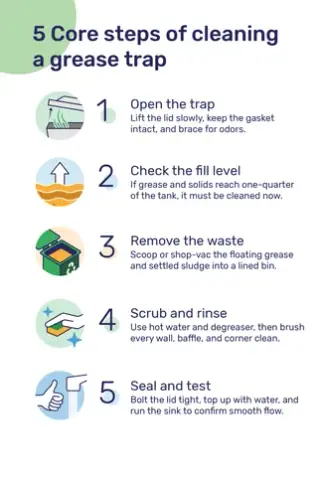 5 Core steps of cleaning
a grease trap
1
Open the trap
Lift the lid slowly, keep the gasket
intact, and brace for odors.
2
Check the fill level
If grease and solids reach one-quarter
of the tank, it must be cleaned now.
3
Remove the waste
Scoop or shop-vac the floating grease
and settled sludge into a lined bin.
4
Scrub and rinse
Use hot water and degreaser, then brush
every wall, baffle, and corner clean.
5
Seal and test
Bolt the lid tight, top up with water, and
run the sink to confirm smooth flow.